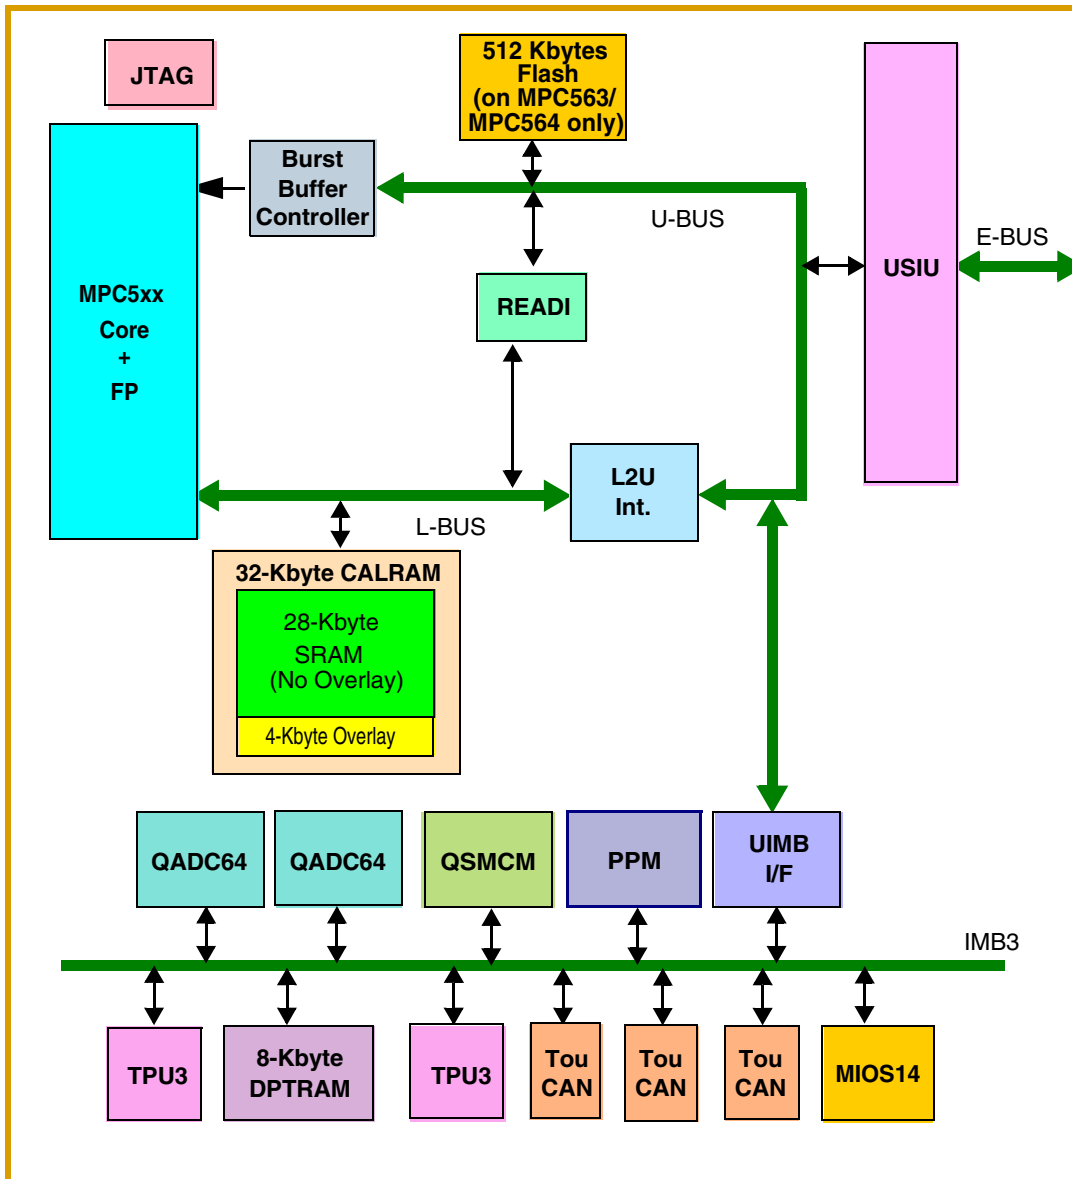 JTAG
512 Kbytes
Flash
(on MPC563/
MPC564 only)
Burst
Buffer
Controller
U-BUS
E-BUS
USIU
MPC5xx
Core
+
FP
READI
L2U
Int.
L-BUS
32-Kbyte CALRAM
28-Kbyte
SRAM
(No Overlay)
4-Kbyte Overlay
QADC64
QADC64
QSMCM
PPM
UIMB
I/F
IMB3
TPU3
8-Kbyte
DPTRAM
TPU3
Tou
CAN
Tou
CAN
Tou
CAN
MIOS14